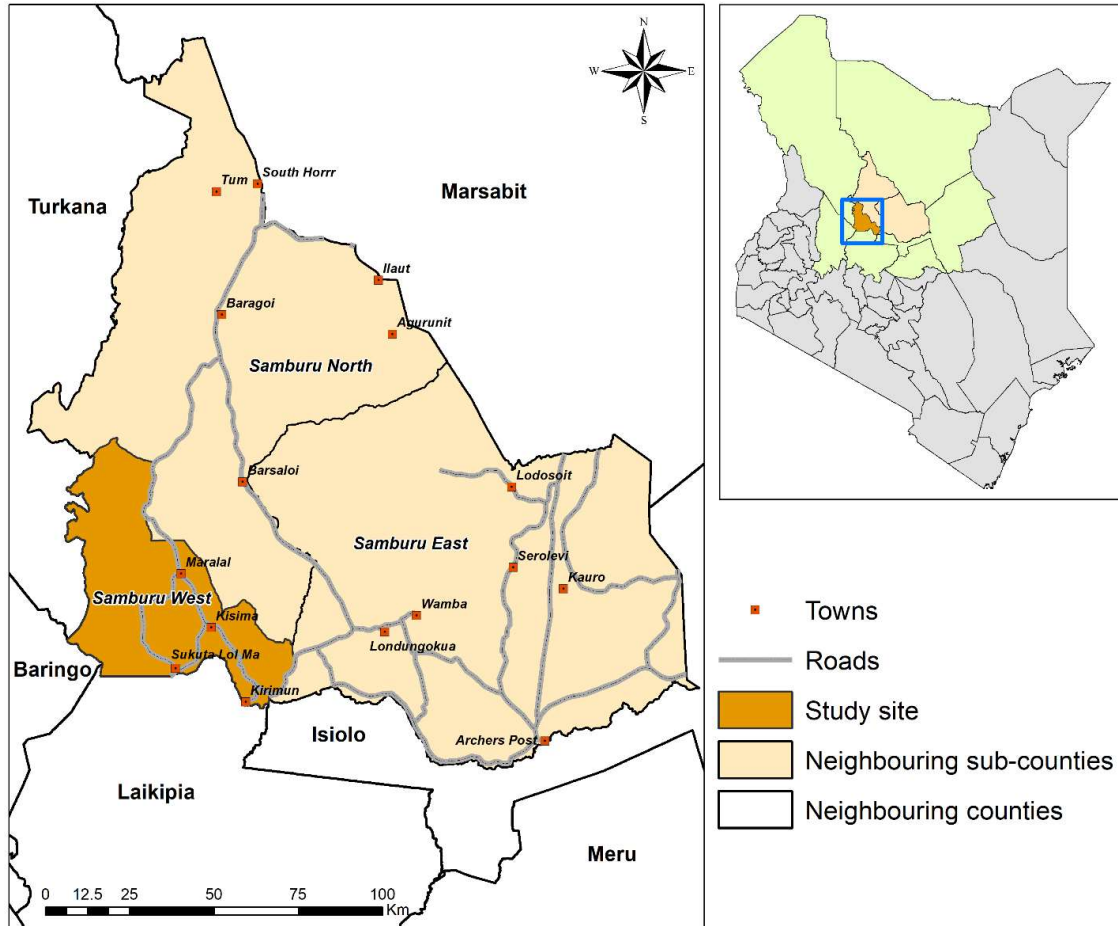 N
W E
S
Tum
South Horrr
Turkana
Marsabit
Ilaut
Baragoi
Agurunit
Samburu North
Barsaloi
Lodosoit
Samburu East
Serolevi
Maralal
Kauro
Samburu West
Wamba
Kisima
Londungokua
Baringo
Sukuta Lol Ma
Kirimun
Isiolo
Archers Post
Laikipia
Meru
0 12.5 25 50 75 100
Km
Towns
Roads
Study site
Neighbouring sub-counties
Neighbouring counties